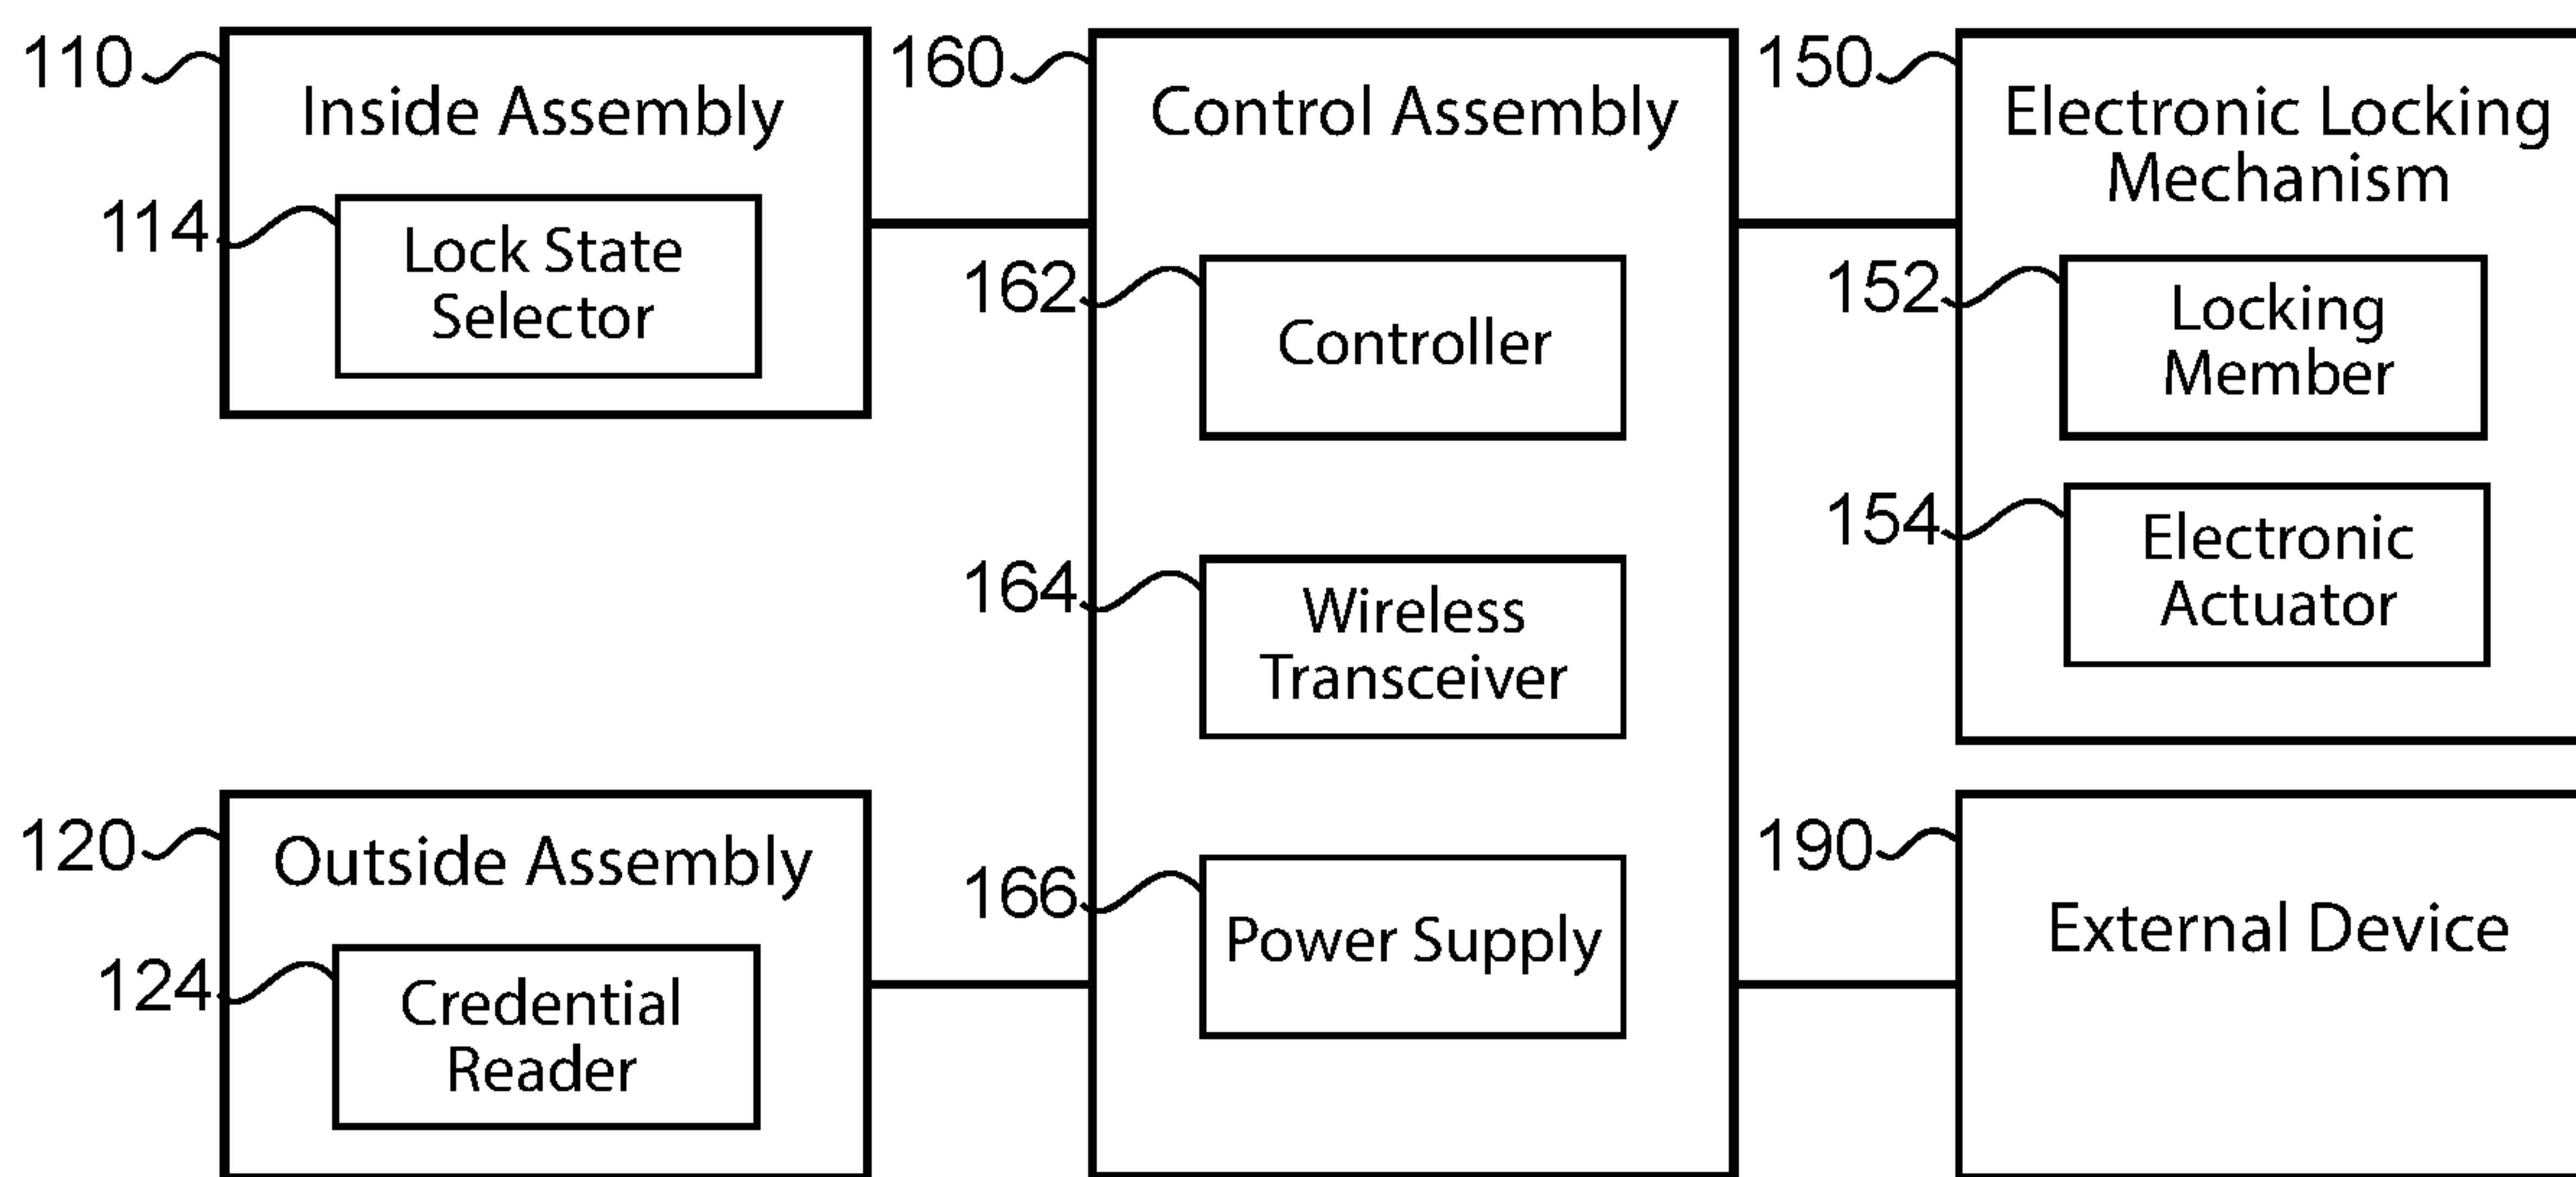 110
Inside Assembly
114
Lock State
Selector
120
Outside Assembly
124
Credential
Reader
160
Control Assembly
162
Controller
164
Wireless
Transceiver
166
Power Supply
150
Electronic Locking
Mechanism
152
Locking
Member
154
Electronic
Actuator
190
External Device